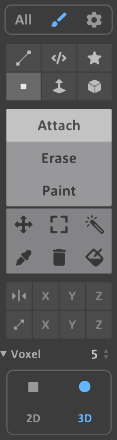 All
Attach
Erase
Paint
X Y Z
X Y Z
Voxel 5
2D 3D